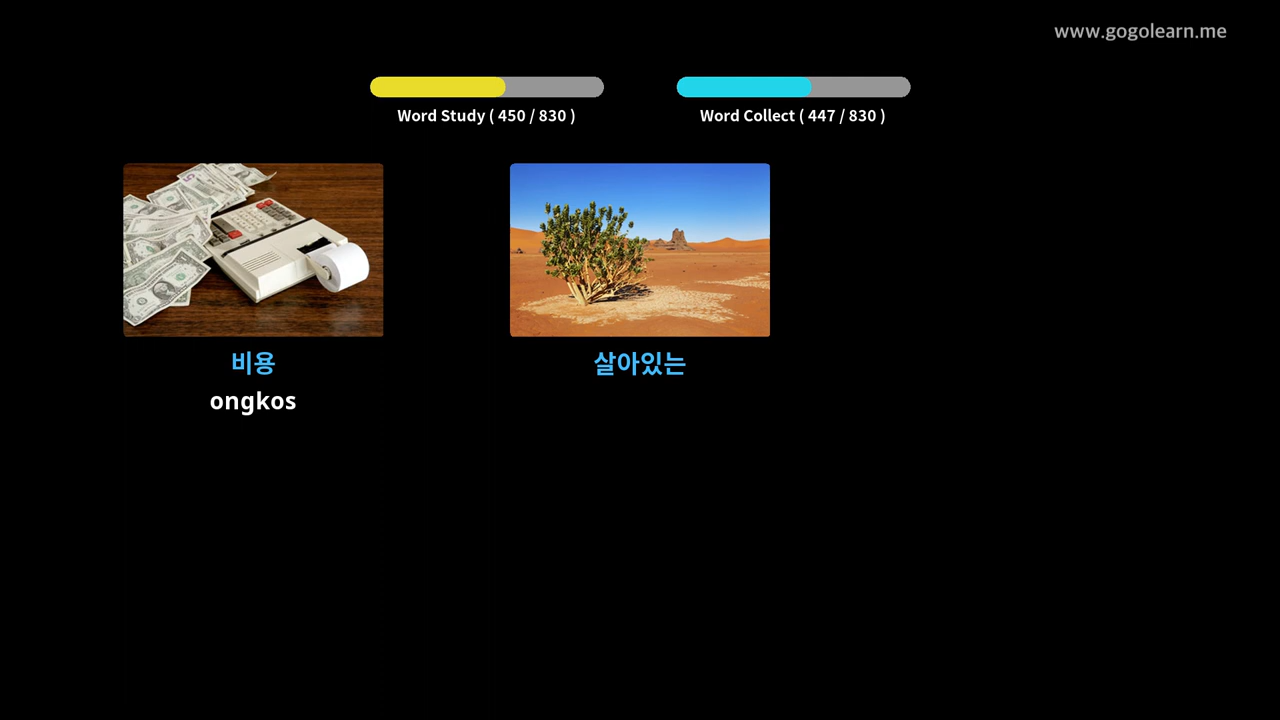 www.gogolearn.me
Word Study ( 450 / 830 )
Word Collect ( 447 / 830 )
비용
ongkos
살아있는